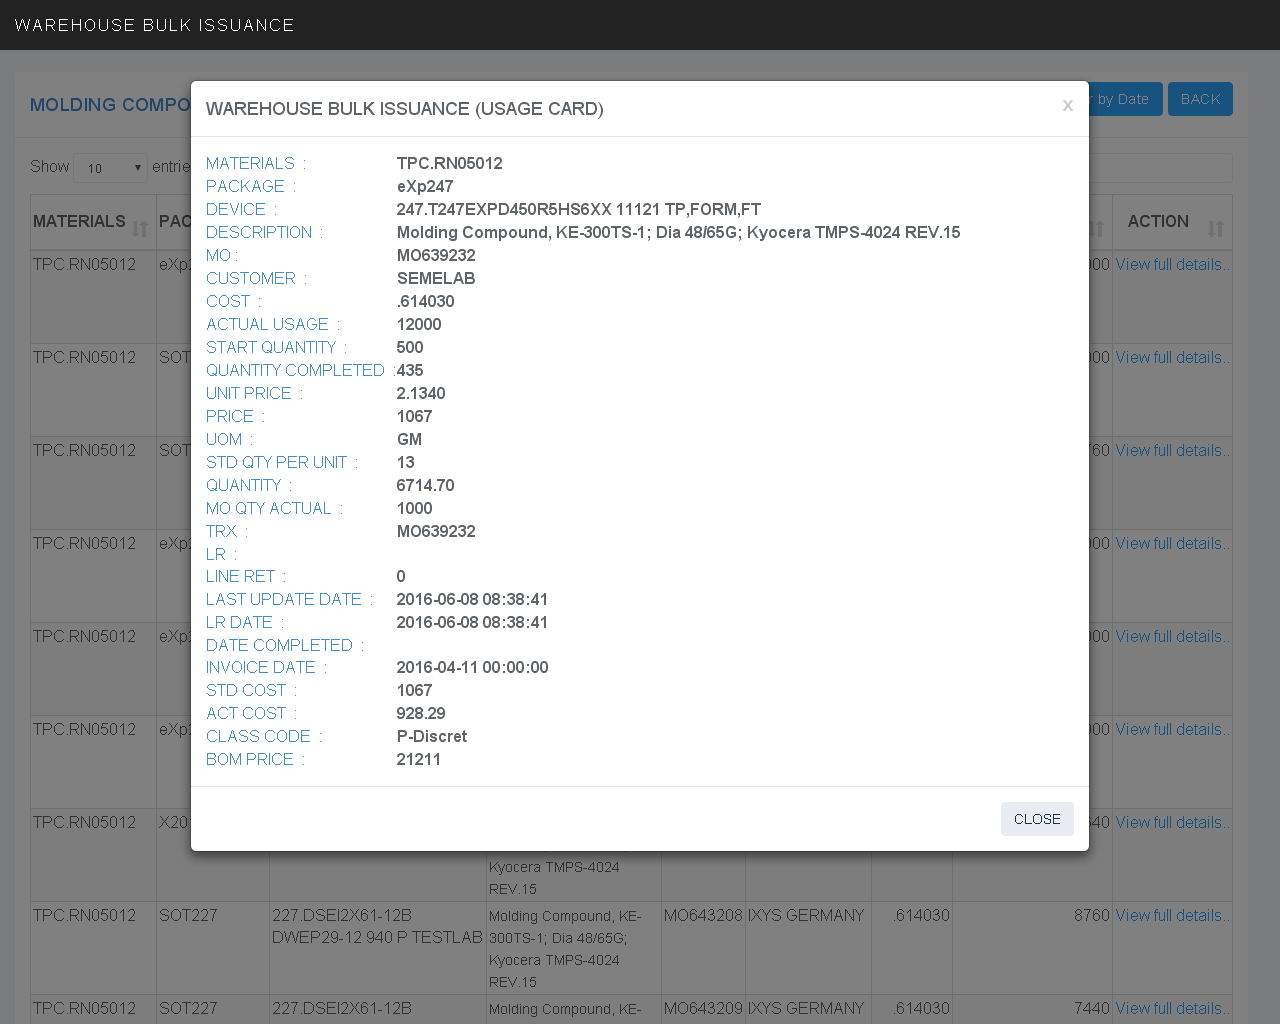 WAREHOUSE BULK ISSUANCE
MOLDING COMPO
by Date
BACK
WAREHOUSE BULK ISSUANCE (USAGE CARD)
x
MATERIALS : TPC.RN05012
PACKAGE : eXp247
DEVICE : 247.T247EXPD450R5HS6XX 11121 TP,FORM,FT
DESCRIPTION : Molding Compound, KE-300TS-1; Dia 48/65G; Kyocera TMPS-4024 REV.15
MO : MO639232
CUSTOMER : SEMELAB
COST : .614030
ACTUAL USAGE : 12000
START QUANTITY : 500
QUANTITY COMPLETED : 435
UNIT PRICE : 2.1340
PRICE : 1067
UOM : GM
STD QTY PER UNIT : 13
QUANTITY : 6714.70
MO QTY ACTUAL : 1000
TRX : MO639232
LR :
LINE RET : 0
LAST UPDATE DATE : 2016-06-08 08:38:41
LR DATE : 2016-06-08 08:38:41
DATE COMPLETED :
INVOICE DATE : 2016-04-11 00:00:00
STD COST : 1067
ACT COST : 928.29
CLASS CODE : P-Discret
BOM PRICE : 21211
CLOSE
Show 10 entrie
MATERIALS PAC ACTION
TPC.RN05012 eXp 000 View full details..
TPC.RN05012 SOT 000 View full details..
TPC.RN05012 SOT 760 View full details..
TPC.RN05012 eXp 000 View full details..
TPC.RN05012 eXp 000 View full details..
TPC.RN05012 eXp 000 View full details..
TPC.RN05012 X20 640 View full details..
Kyocera TMPS-4024
REV.15
TPC.RN05012 SOT227 227.DSEI2X61-12B Molding Compound, KE- MO643208 IXYS GERMANY .614030 8760 View full details..
DWEP29-12 940 P TESTLAB 300TS-1; Dia 48/65G;
Kyocera TMPS-4024
REV.15
TPC.RN05012 SOT227 227.DSEI2X61-12B Molding Compound, KE- MO643209 IXYS GERMANY .614030 7440 View full details..